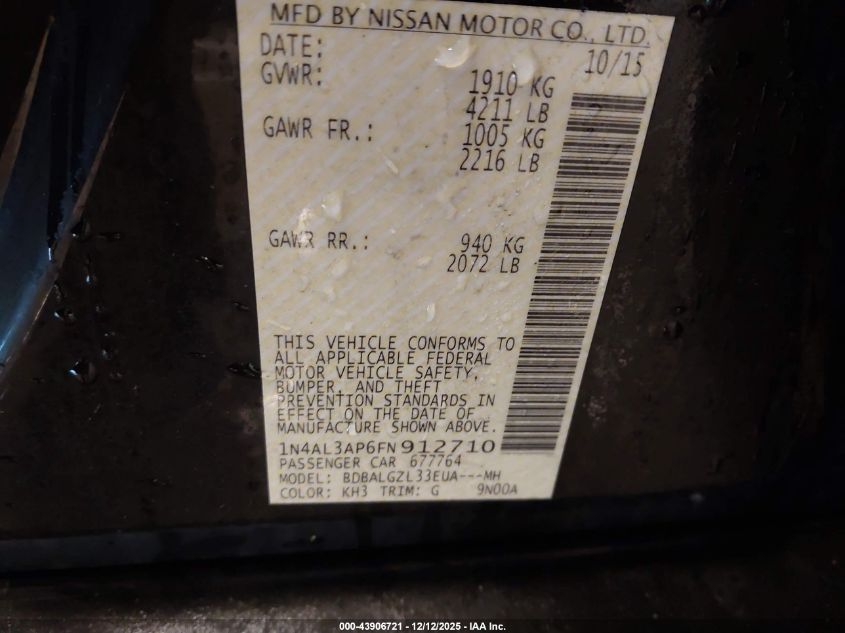 MFD BY NISSAN MOTOR CO., LTD.
DATE: 10/15
GVWR: 1910 KG
4211 LB
GAWR FR.: 1005 KG
2216 LB
GAWR RR.: 940 KG
2072 LB
THIS VEHICLE CONFORMS TO
ALL APPLICABLE FEDERAL
MOTOR VEHICLE SAFETY,
BUMPER, AND THEFT
PREVENTION STANDARDS IN
EFFECT ON THE DATE OF
MANUFACTURE SHOWN ABOVE.
1N4AL3AP6FN912710
PASSENGER CAR 677764
MODEL: BDBALGZL33EUA---MH
COLOR: KH3 TRIM: G 9N00A
000-43906721 - 12/12/2025 - IAA Inc.